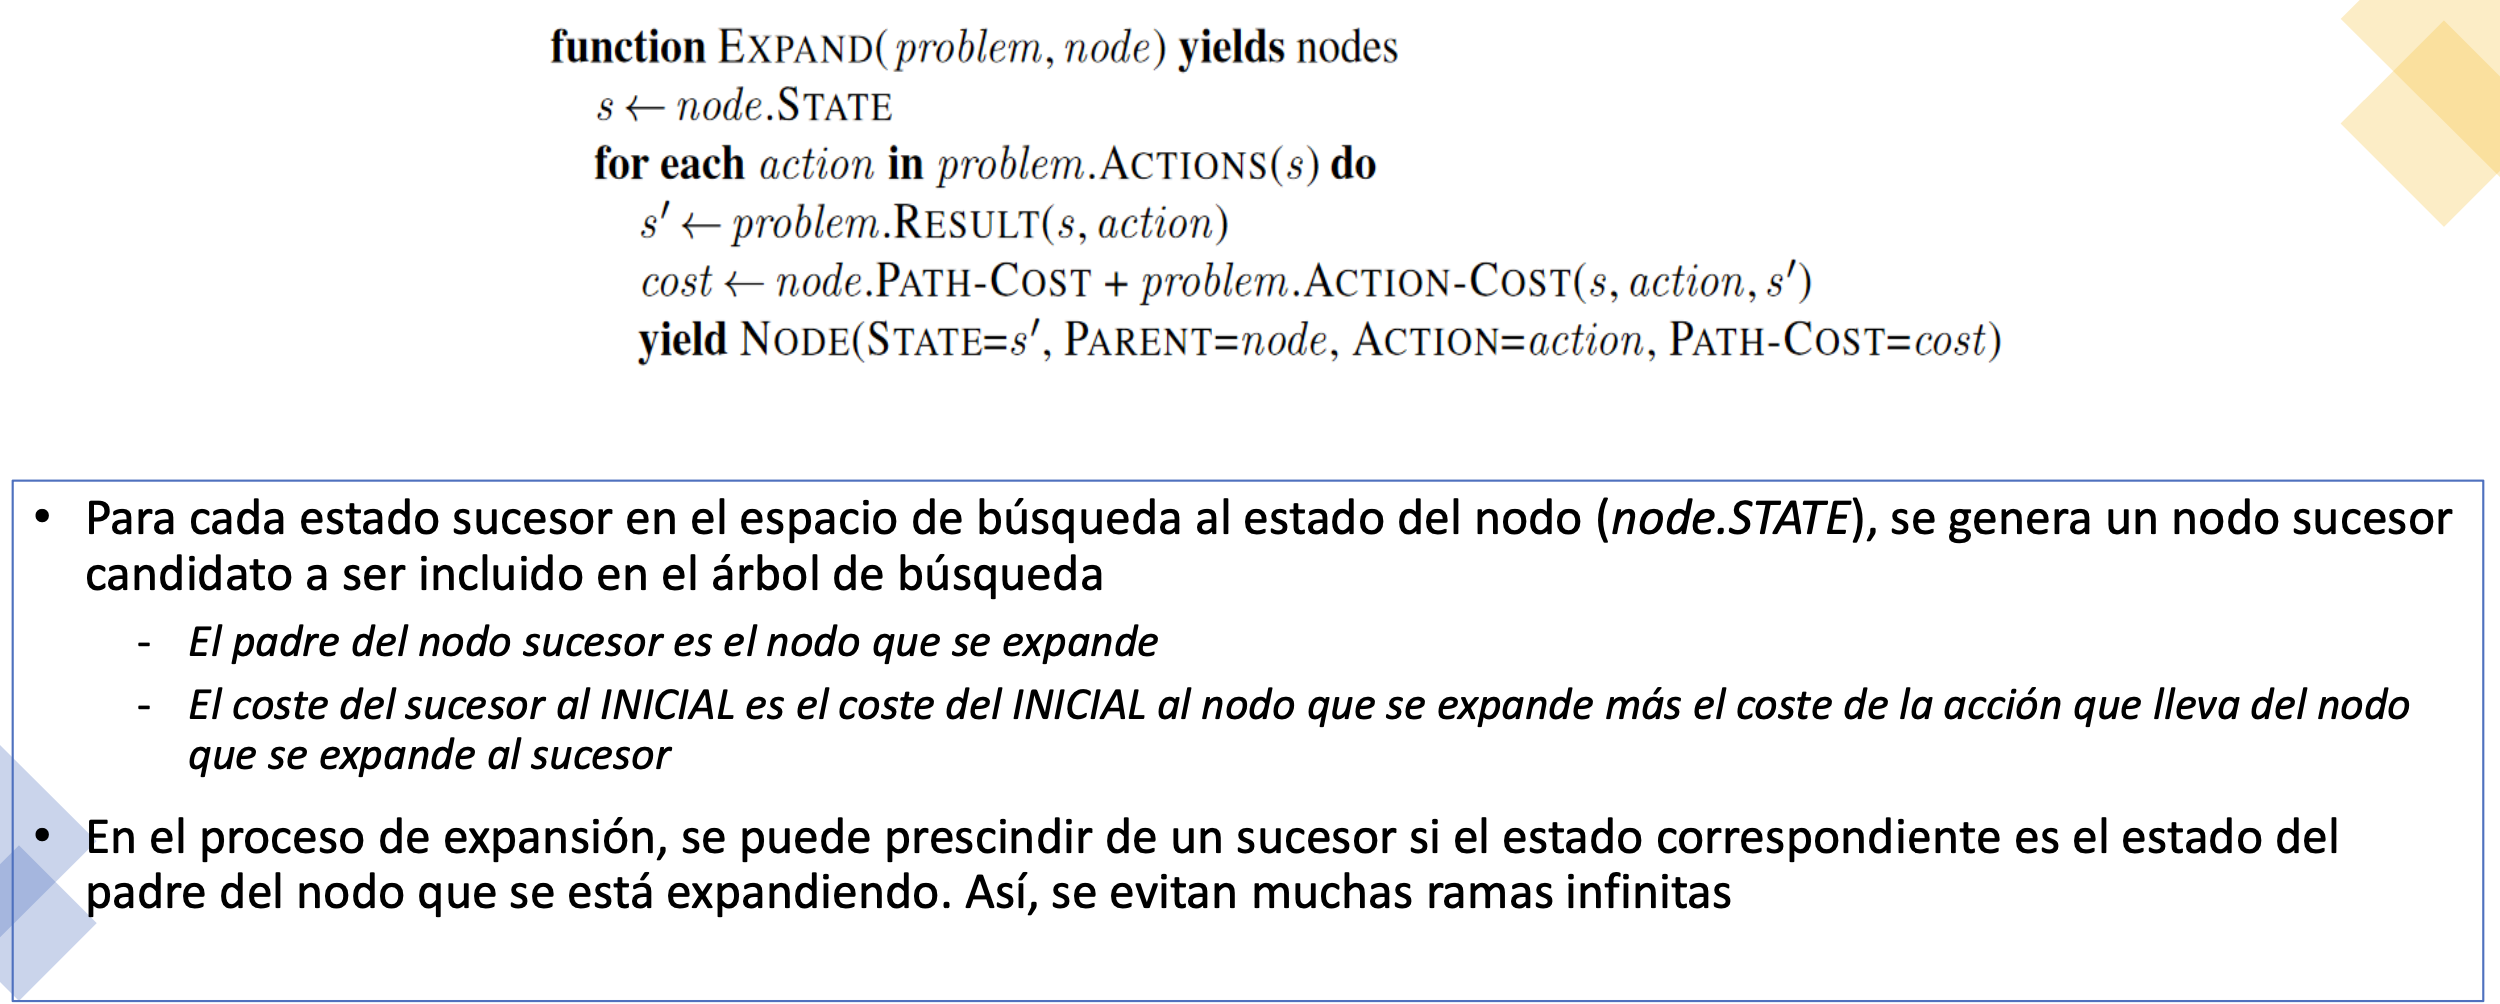 function EXPAND(problem, node) yields nodes
s ← node.STATE
for each action in problem.ACTIONS(s) do
s′ ← problem.RESULT(s, action)
cost ← node.PATH-COST + problem.ACTION-COST(s, action, s′)
yield NODE(STATE=s′, PARENT=node, ACTION=action, PATH-COST=cost)
• Para cada estado sucesor en el espacio de búsqueda al estado del nodo (node.STATE), se genera un nodo sucesor
candidato a ser incluido en el árbol de búsqueda
- El padre del nodo sucesor es el nodo que se expande
- El coste del sucesor al INICIAL es el coste del INICIAL al nodo que se expande más el coste de la acción que lleva del nodo
que se expande al sucesor
• En el proceso de expansión, se puede prescindir de un sucesor si el estado correspondiente es el estado del
padre del nodo que se está expandiendo. Así, se evitan muchas ramas infinitas